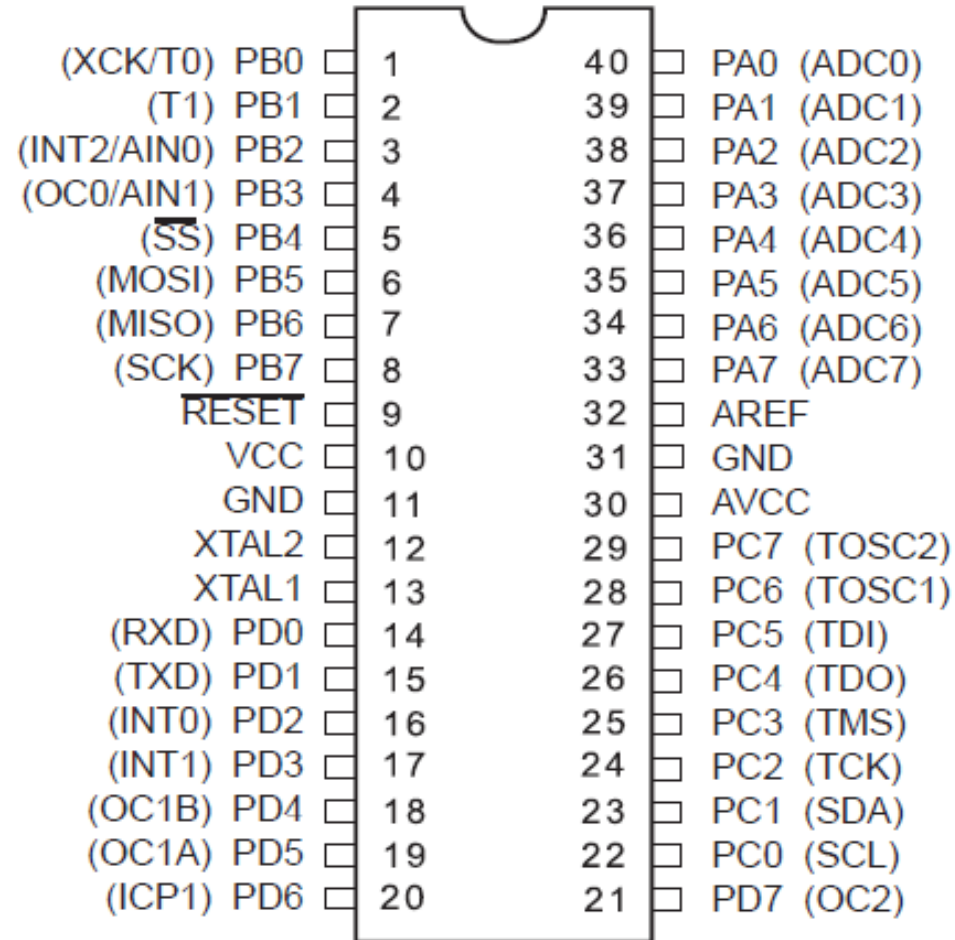 (XCK/T0) PB0 1 40 PA0 (ADC0)
(T1) PB1 2 39 PA1 (ADC1)
(INT2/AIN0) PB2 3 38 PA2 (ADC2)
(OC0/AIN1) PB3 4 37 PA3 (ADC3)
(SS) PB4 5 36 PA4 (ADC4)
(MOSI) PB5 6 35 PA5 (ADC5)
(MISO) PB6 7 34 PA6 (ADC6)
(SCK) PB7 8 33 PA7 (ADC7)
RESET 9 32 AREF
VCC 10 31 GND
GND 11 30 AVCC
XTAL2 12 29 PC7 (TOSC2)
XTAL1 13 28 PC6 (TOSC1)
(RXD) PD0 14 27 PC5 (TDI)
(TXD) PD1 15 26 PC4 (TDO)
(INT0) PD2 16 25 PC3 (TMS)
(INT1) PD3 17 24 PC2 (TCK)
(OC1B) PD4 18 23 PC1 (SDA)
(OC1A) PD5 19 22 PC0 (SCL)
(ICP1) PD6 20 21 PD7 (OC2)